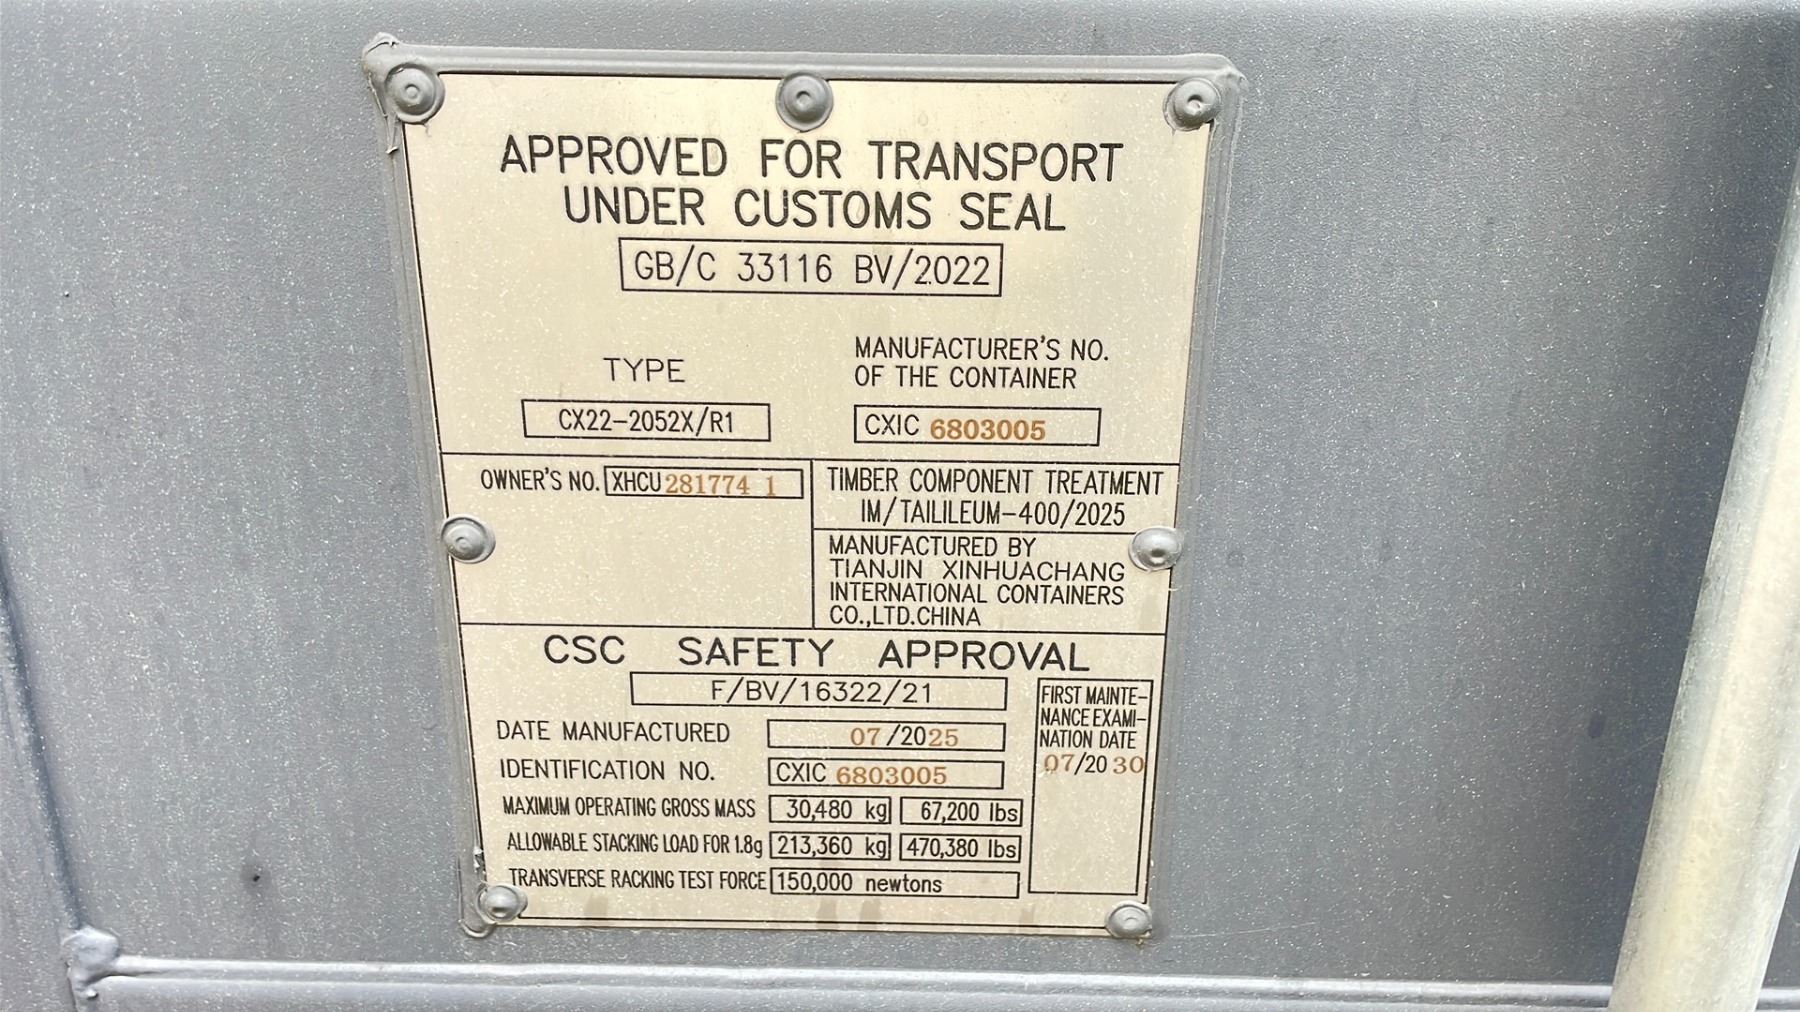 APPROVED FOR TRANSPORT
UNDER CUSTOMS SEAL
GB/C 33116 BV/2022
TYPE
CX22-2052X/R1
MANUFACTURER'S NO.
OF THE CONTAINER
CXIC 6803005
OWNER'S NO. XHCU 281774 1
TIMBER COMPONENT TREATMENT
IM/TAILILEUM-400/2025
MANUFACTURED BY
TIANJIN XINHUACHANG
INTERNATIONAL CONTAINERS
CO.,LTD.CHINA
CSC SAFETY APPROVAL
F/BV/16322/21
DATE MANUFACTURED 07/2025
IDENTIFICATION NO. CXIC 6803005
MAXIMUM OPERATING GROSS MASS 30,480 kg 67,200 lbs
ALLOWABLE STACKING LOAD FOR 1.8g 213,360 kg 470,380 lbs
TRANSVERSE RACKING TEST FORCE 150,000 newtons
FIRST MAINTE-
NANCE EXAMI-
NATION DATE
07/2030